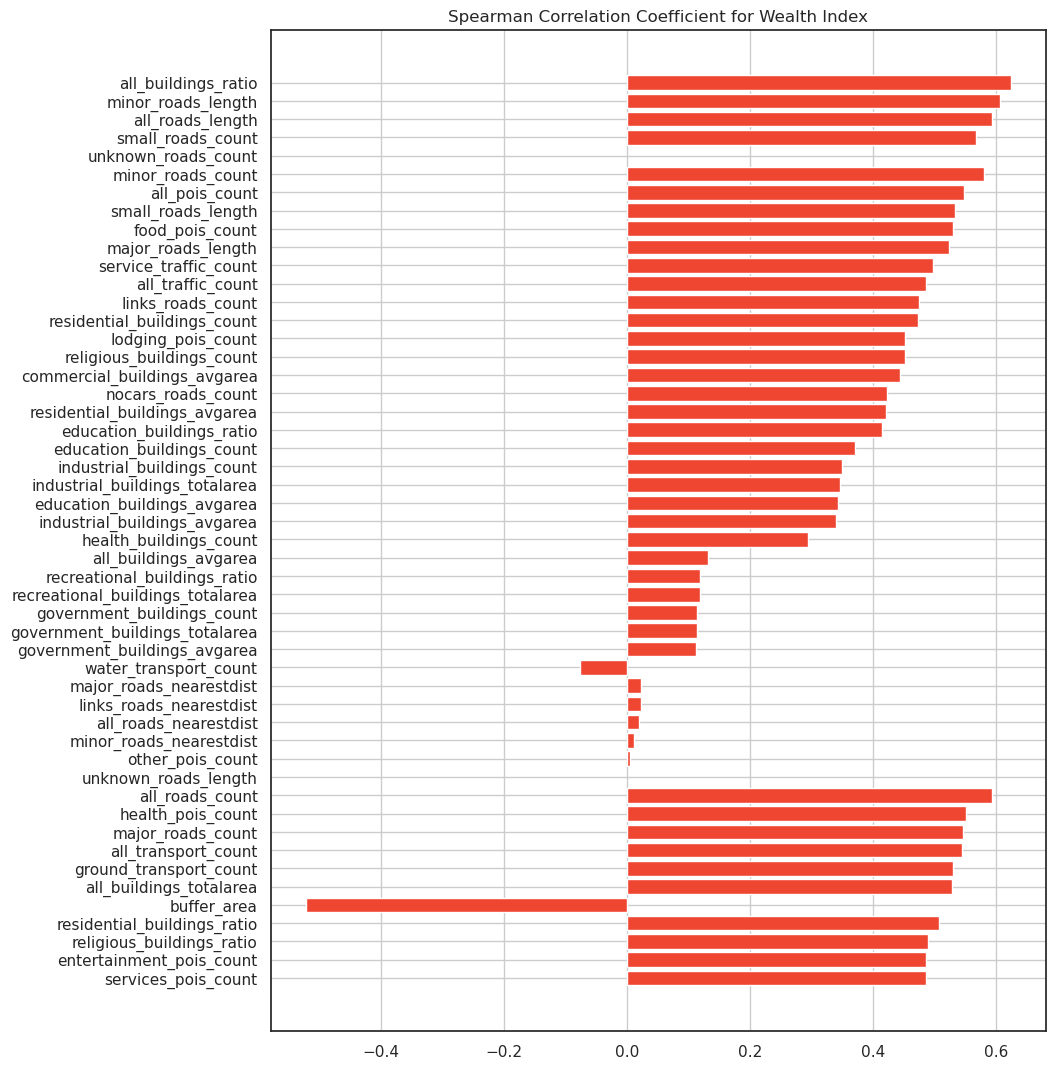 Spearman Correlation Coefficient for Wealth Index
all_buildings_ratio
minor_roads_length
all_roads_length
small_roads_count
unknown_roads_count
minor_roads_count
all_pois_count
small_roads_length
food_pois_count
major_roads_length
service_traffic_count
all_traffic_count
links_roads_count
residential_buildings_count
lodging_pois_count
religious_buildings_count
commercial_buildings_avgarea
nocars_roads_count
residential_buildings_avgarea
education_buildings_ratio
education_buildings_count
industrial_buildings_count
industrial_buildings_totalarea
education_buildings_avgarea
industrial_buildings_avgarea
health_buildings_count
all_buildings_avgarea
recreational_buildings_ratio
recreational_buildings_totalarea
government_buildings_count
government_buildings_totalarea
government_buildings_avgarea
water_transport_count
major_roads_nearestdist
links_roads_nearestdist
all_roads_nearestdist
minor_roads_nearestdist
other_pois_count
unknown_roads_length
all_roads_count
health_pois_count
major_roads_count
all_transport_count
ground_transport_count
all_buildings_totalarea
buffer_area
residential_buildings_ratio
religious_buildings_ratio
entertainment_pois_count
services_pois_count
−0.4 −0.2 0.0 0.2 0.4 0.6